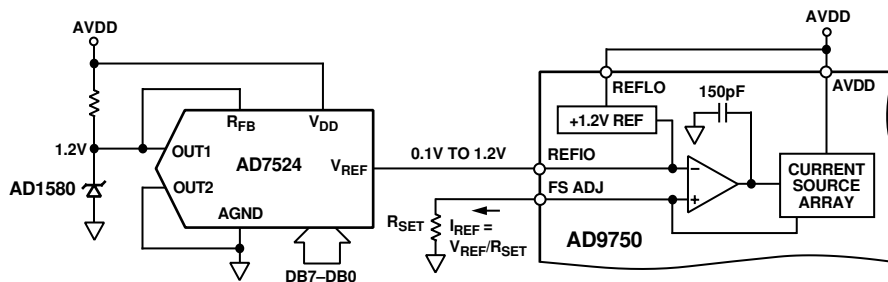 AVDD
1.2V
AD1580
R_FB
V_DD
OUT1
AD7524
V_REF
OUT2
AGND
DB7–DB0
0.1V TO 1.2V
R_SET
I_REF =
V_REF/R_SET
AVDD
REFLO
AVDD
150pF
+1.2V REF
REFIO
–
FS ADJ
+
CURRENT
SOURCE
ARRAY
AD9750